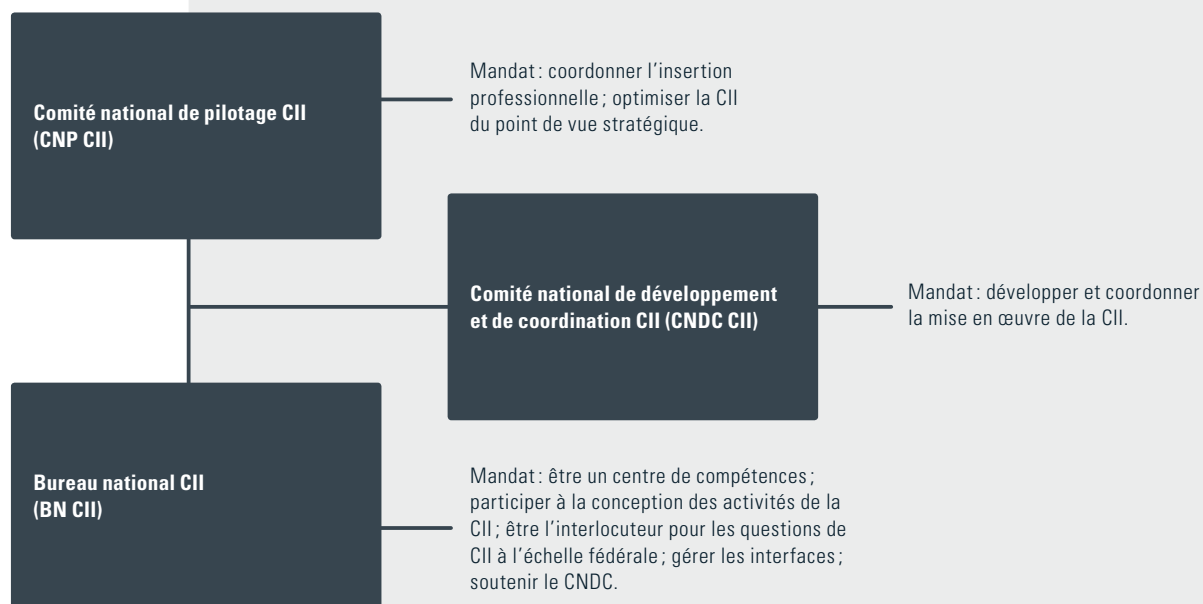 Comité national de pilotage CII
(CNP CII)
Mandat : coordonner l’insertion
professionnelle ; optimiser la CII
du point de vue stratégique.
Comité national de développement
et de coordination CII (CNDC CII)
Mandat : développer et coordonner
la mise en œuvre de la CII.
Bureau national CII
(BN CII)
Mandat : être un centre de compétences ;
participer à la conception des activités de la
CII ; être l’interlocuteur pour les questions de
CII à l’échelle fédérale ; gérer les interfaces ;
soutenir le CNDC.